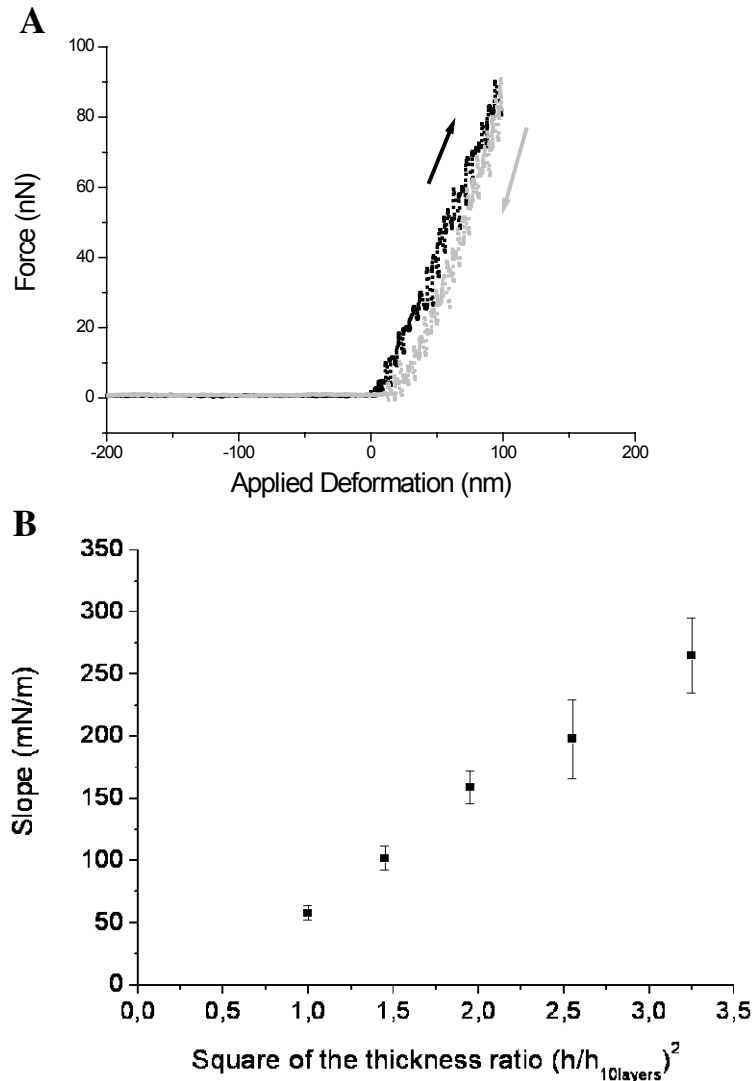 A
100
80
60
40
20
0
Force (nN)
-200 -100 0 100 200
Applied Deformation (nm)
B
350
300
250
200
150
100
50
0
Slope (mN/m)
0,0 0,5 1,0 1,5 2,0 2,5 3,0 3,5
Square of the thickness ratio (h/h10layers)2